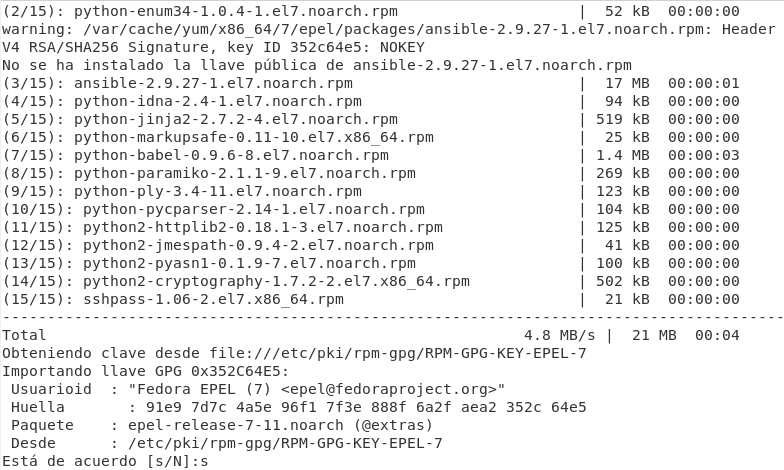 (2/15): python-enum34-1.0.4-1.el7.noarch.rpm | 52 kB 00:00:00
warning: /var/cache/yum/x86_64/7/epel/packages/ansible-2.9.27-1.el7.noarch.rpm: Header
V4 RSA/SHA256 Signature, key ID 352c64e5: NOKEY
No se ha instalado la llave pública de ansible-2.9.27-1.el7.noarch.rpm
(3/15): ansible-2.9.27-1.el7.noarch.rpm | 17 MB 00:00:01
(4/15): python-idna-2.4-1.el7.noarch.rpm | 94 kB 00:00:00
(5/15): python-jinja2-2.7.2-4.el7.noarch.rpm | 519 kB 00:00:00
(6/15): python-markupsafe-0.11-10.el7.x86_64.rpm | 25 kB 00:00:00
(7/15): python-babel-0.9.6-8.el7.noarch.rpm | 1.4 MB 00:00:03
(8/15): python-paramiko-2.1.1-9.el7.noarch.rpm | 269 kB 00:00:00
(9/15): python-ply-3.4-11.el7.noarch.rpm | 123 kB 00:00:00
(10/15): python-pycparser-2.14-1.el7.noarch.rpm | 104 kB 00:00:00
(11/15): python2-httplib2-0.18.1-3.el7.noarch.rpm | 125 kB 00:00:00
(12/15): python2-jmespath-0.9.4-2.el7.noarch.rpm | 41 kB 00:00:00
(13/15): python2-pyasn1-0.1.9-7.el7.noarch.rpm | 100 kB 00:00:00
(14/15): python2-cryptography-1.7.2-2.el7.x86_64.rpm | 502 kB 00:00:00
(15/15): sshpass-1.06-2.el7.x86_64.rpm | 21 kB 00:00:00
--------------------------------------------------------------------------------------
Total 4.8 MB/s | 21 MB 00:04
Obteniendo clave desde file:///etc/pki/rpm-gpg/RPM-GPG-KEY-EPEL-7
Importando llave GPG 0x352C64E5:
Usuarioid : "Fedora EPEL (7) <epel@fedoraproject.org>"
Huella : 91e9 7d7c 4a5e 96f1 7f3e 888f 6a2f aea2 352c 64e5
Paquete : epel-release-7-11.noarch (@extras)
Desde : /etc/pki/rpm-gpg/RPM-GPG-KEY-EPEL-7
Está de acuerdo [s/N]:s